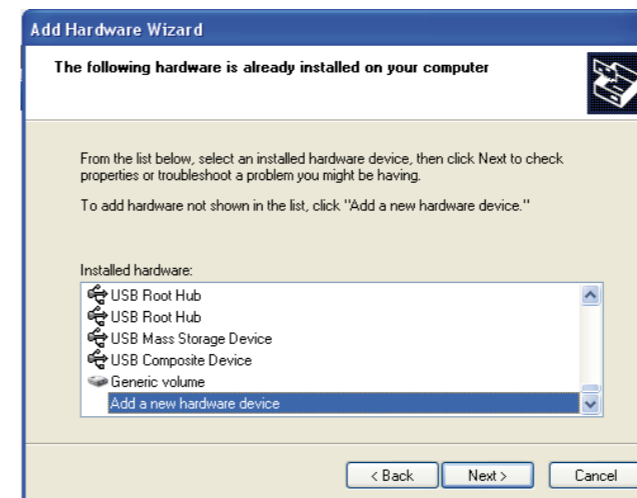 Add Hardware Wizard
The following hardware is already installed on your computer
From the list below, select an installed hardware device, then click Next to check
properties or troubleshoot a problem you might be having.
To add hardware not shown in the list, click "Add a new hardware device."
Installed hardware:
USB Root Hub
USB Root Hub
USB Mass Storage Device
USB Composite Device
Generic volume
Add a new hardware device
< Back Next > Cancel